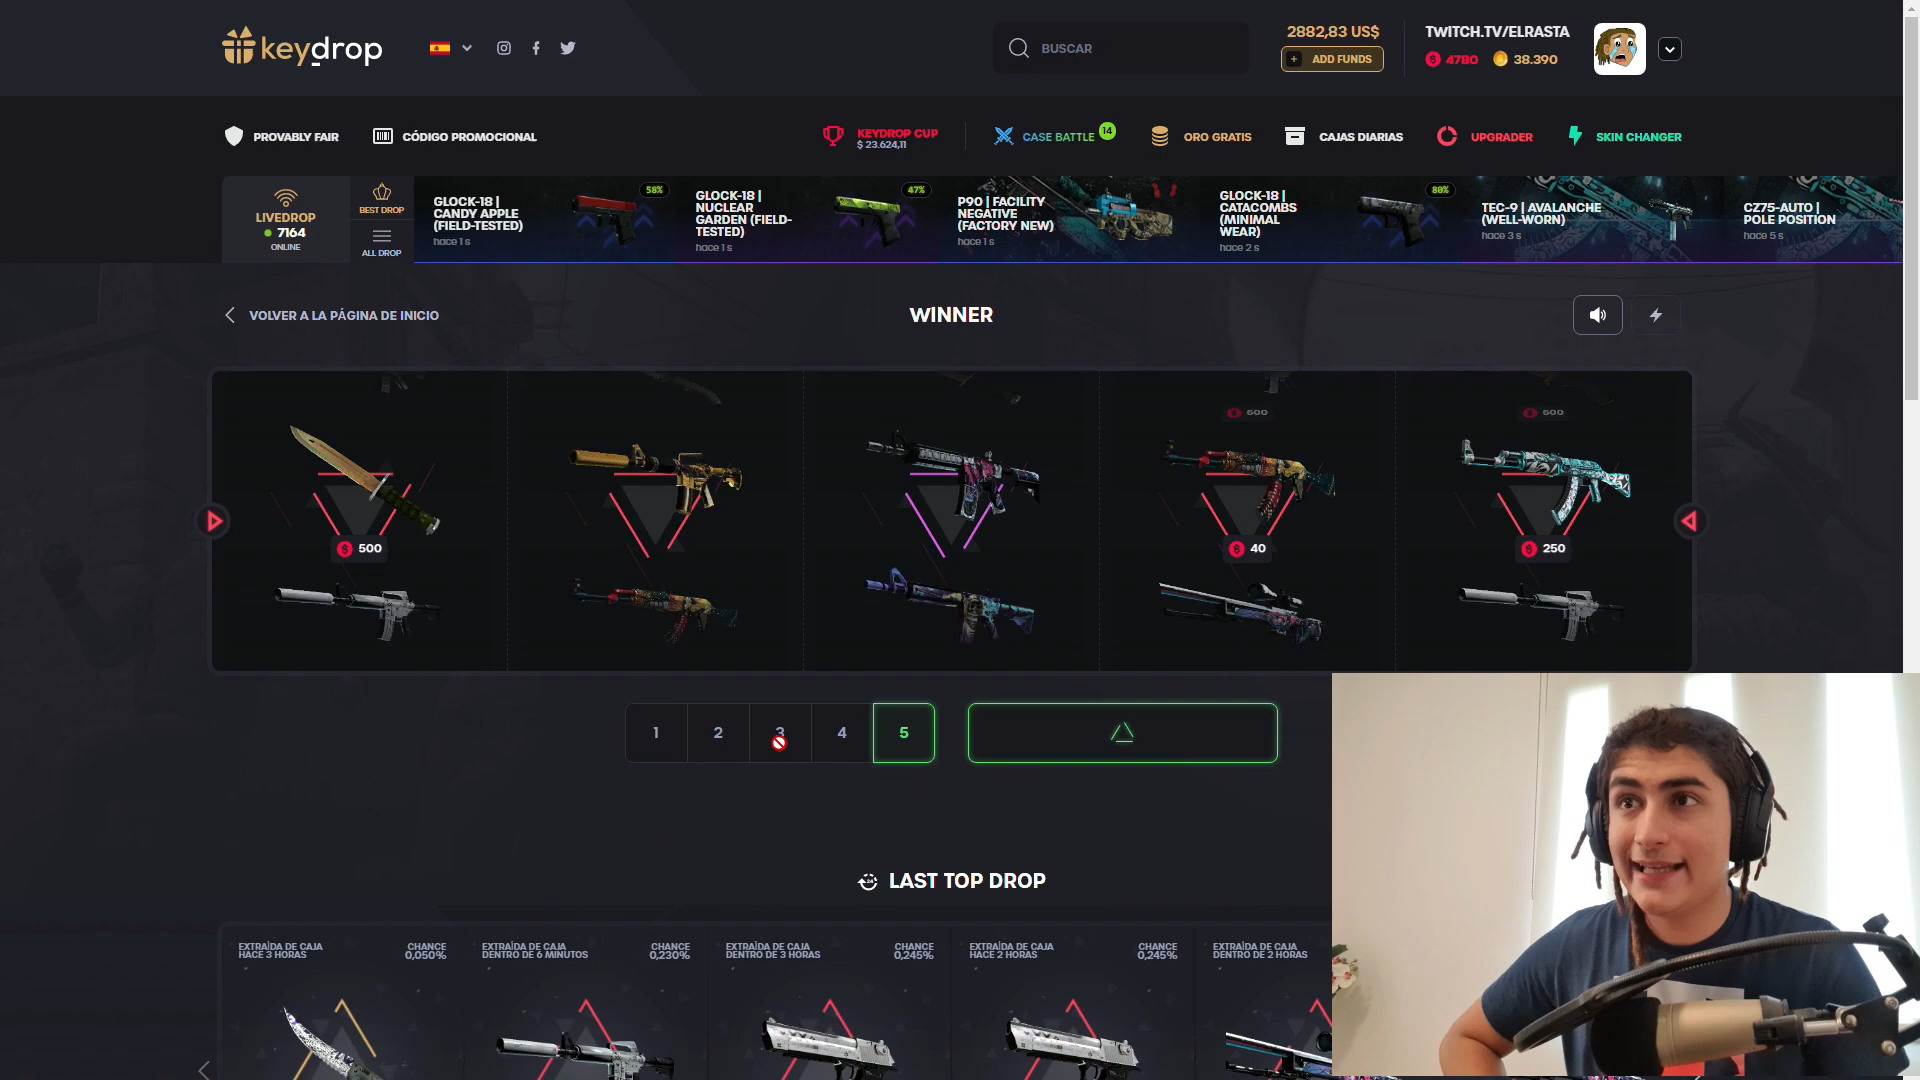 keydrop
BUSCAR
2882,83 US$
+ ADD FUNDS
TWITCH.TV/ELRASTA
4780
38.390
PROVABLY FAIR
CÓDIGO PROMOCIONAL
KEYDROP CUP
$ 23.624,11
CASE BATTLE
14
ORO GRATIS
CAJAS DIARIAS
UPGRADER
SKIN CHANGER
LIVEDROP
7164
ONLINE
BEST DROP
ALL DROP
GLOCK-18 |
CANDY APPLE
(FIELD-TESTED)
hace 1 s
58%
GLOCK-18 |
NUCLEAR
GARDEN (FIELD-
TESTED)
hace 1 s
47%
P90 | FACILITY
NEGATIVE
(FACTORY NEW)
hace 1 s
GLOCK-18 |
CATACOMBS
(MINIMAL
WEAR)
hace 2 s
80%
TEC-9 | AVALANCHE
(WELL-WORN)
hace 3 s
CZ75-AUTO |
POLE POSITION
hace 5 s
VOLVER A LA PÁGINA DE INICIO
WINNER
500
500
500
40
250
1
2
3
4
5
LAST TOP DROP
EXTRAÍDA DE CAJA
HACE 3 HORAS
CHANCE
0,050%
EXTRAÍDA DE CAJA
DENTRO DE 6 MINUTOS
CHANCE
0,230%
EXTRAÍDA DE CAJA
DENTRO DE 3 HORAS
CHANCE
0,245%
EXTRAÍDA DE CAJA
HACE 2 HORAS
CHANCE
0,245%
EXTRAÍDA DE CAJA
DENTRO DE 2 HORAS